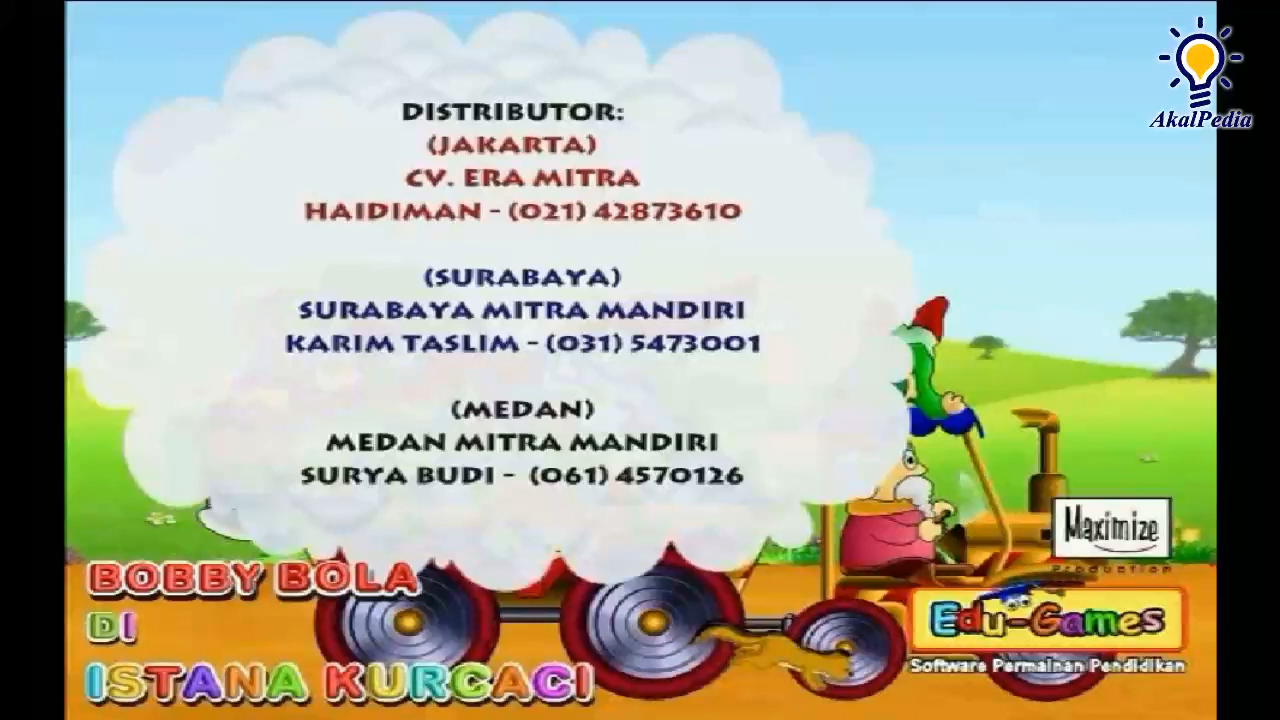 AkalPedia
DISTRIBUTOR:
(JAKARTA)
CV. ERA MITRA
HAIDIMAN - (021) 42873610
(SURABAYA)
SURABAYA MITRA MANDIRI
KARIM TASLIM - (031) 5473001
(MEDAN)
MEDAN MITRA MANDIRI
SURYA BUDI - (061) 4570126
Maximize
Production
BOBBY BOLA
DI
ISTANA KURCACI
Edu-Games
Software Permainan Pendidikan